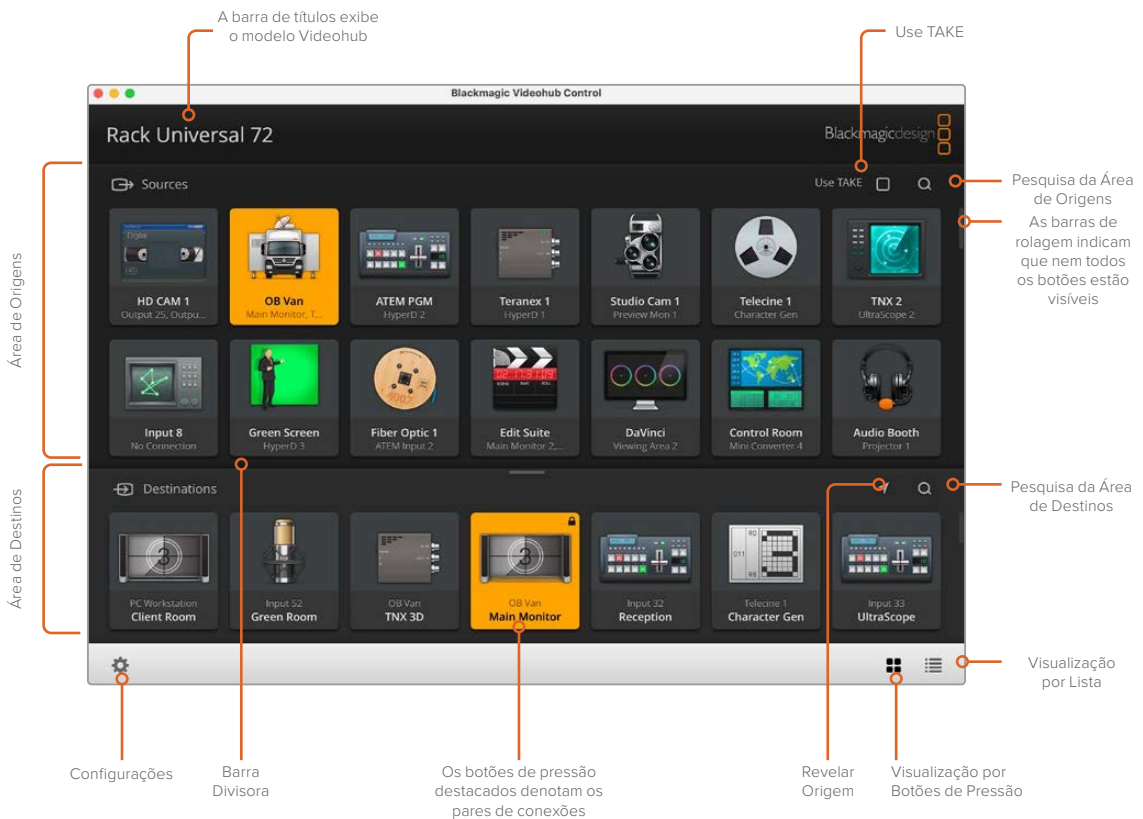 A barra de títulos exibe
o modelo Videohub
Use TAKE
Blackmagic Videohub Control
Rack Universal 72
Blackmagicdesign
Área de Origens
Sources
Use TAKE
Pesquisa da Área
de Origens
As barras de
rolagem indicam
que nem todos
os botões estão
visíveis
Digital
HD CAM 1
Output 25, Outpu...
OB Van
Main Monitor, T...
ATEM PGM
HyperD 2
Teranex 1
HyperD 1
Studio Cam 1
Preview Mon 1
Telecine 1
Character Gen
TNX 2
UltraScope 2
Input 8
No Connection
Green Screen
HyperD 3
4007
Fiber Optic 1
ATEM Input 2
Edit Suite
Main Monitor 2,...
DaVinci
Viewing Area 2
Control Room
Mini Converter 4
Audio Booth
Projector 1
Área de Destinos
Destinations
Pesquisa da Área
de Destinos
3
PC Workstation
Client Room
Input 52
Green Room
OB Van
TNX 3D
3
OB Van
Main Monitor
Input 32
Reception
3
Telecine 1
Character Gen
Input 33
UltraScope
Visualização
por Lista
Configurações
Barra
Divisora
Os botões de pressão
destacados denotam os
pares de conexões
Revelar
Origem
Visualização por
Botões de Pressão